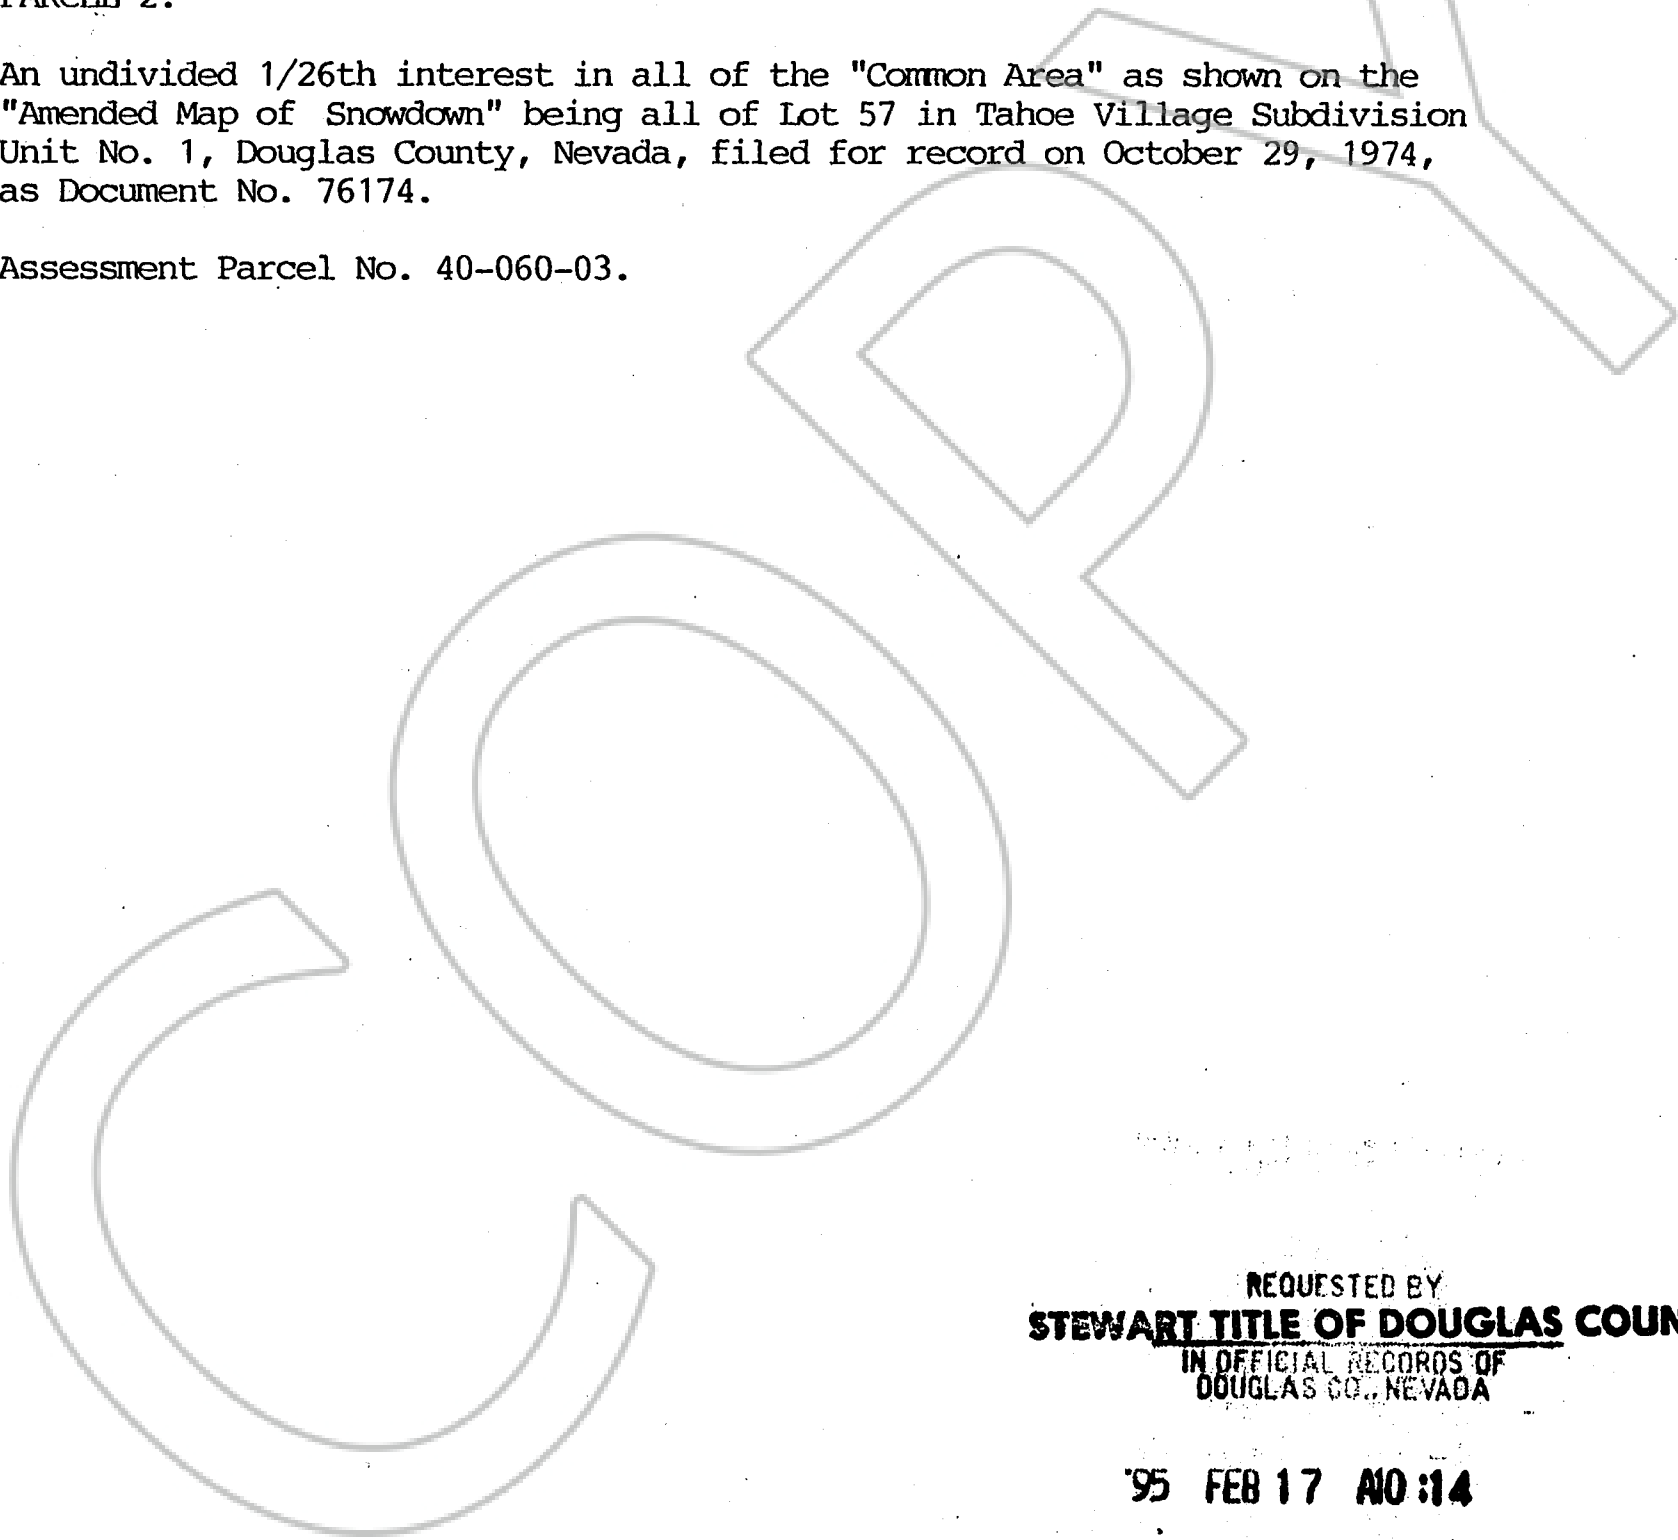 PARCEL 2:
An undivided 1/26th interest in all of the "Common Area" as shown on the
"Amended Map of Snowdown" being all of Lot 57 in Tahoe Village Subdivision
Unit No. 1, Douglas County, Nevada, filed for record on October 29, 1974,
as Document No. 76174.
Assessment Parcel No. 40-060-03.
COPY
REQUESTED BY
STEWART TITLE OF DOUGLAS COUN
IN OFFICIAL RECORDS OF
DOUGLAS CO., NEVADA
'95 FEB 17 A10:14